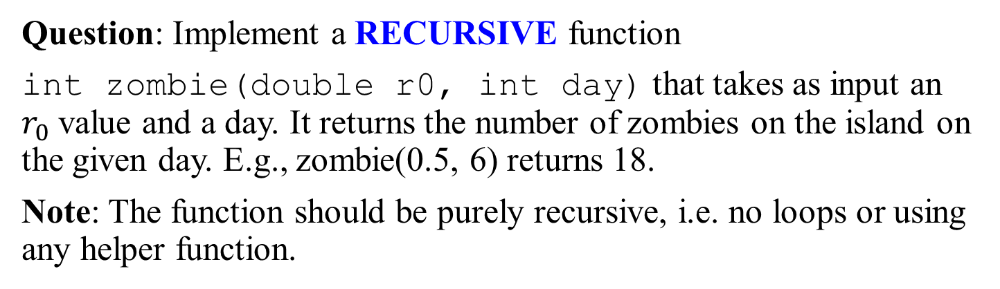 Question: Implement a RECURSIVE function
int zombie(double r0, int day) that takes as input an
r₀ value and a day. It returns the number of zombies on the island on
the given day. E.g., zombie(0.5, 6) returns 18.
Note: The function should be purely recursive, i.e. no loops or using
any helper function.